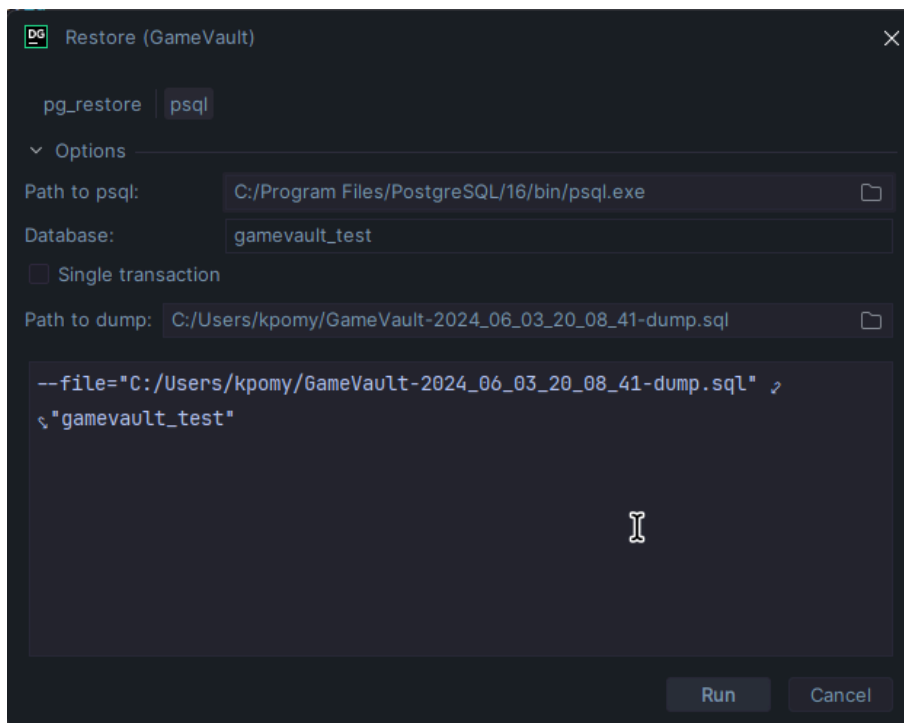 DG
Restore (GameVault)
pg_restore psql
Options
Path to psql: C:/Program Files/PostgreSQL/16/bin/psql.exe
Database: gamevault_test
Single transaction
Path to dump: C:/Users/kpomy/GameVault-2024_06_03_20_08_41-dump.sql
--file="C:/Users/kpomy/GameVault-2024_06_03_20_08_41-dump.sql"
"gamevault_test"
Run Cancel